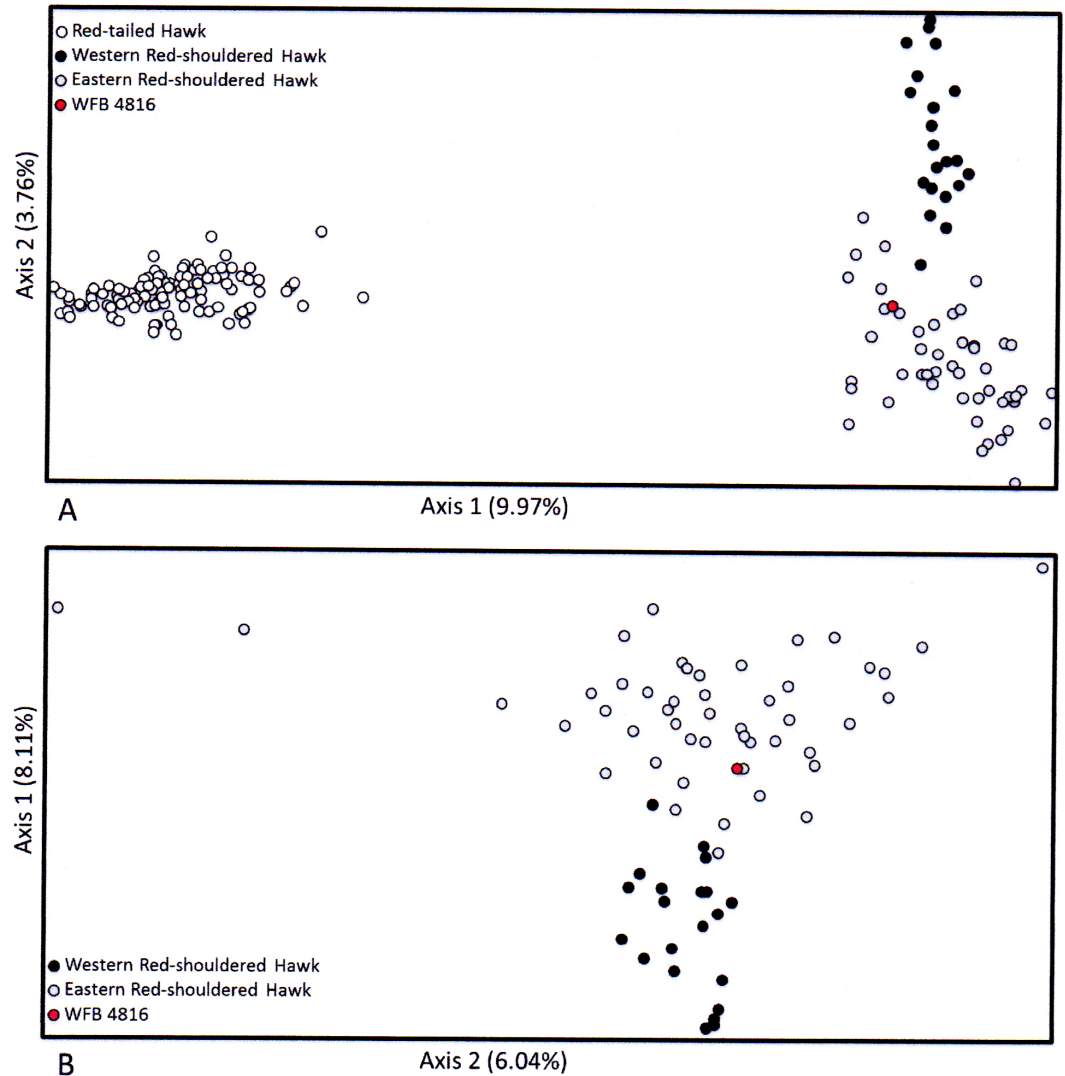 Red-tailed Hawk
Western Red-shouldered Hawk
Eastern Red-shouldered Hawk
WFB 4816
Axis 2 (3.76%)
Axis 1 (9.97%)
A
Axis 1 (8.11%)
Western Red-shouldered Hawk
Eastern Red-shouldered Hawk
WFB 4816
Axis 2 (6.04%)
B